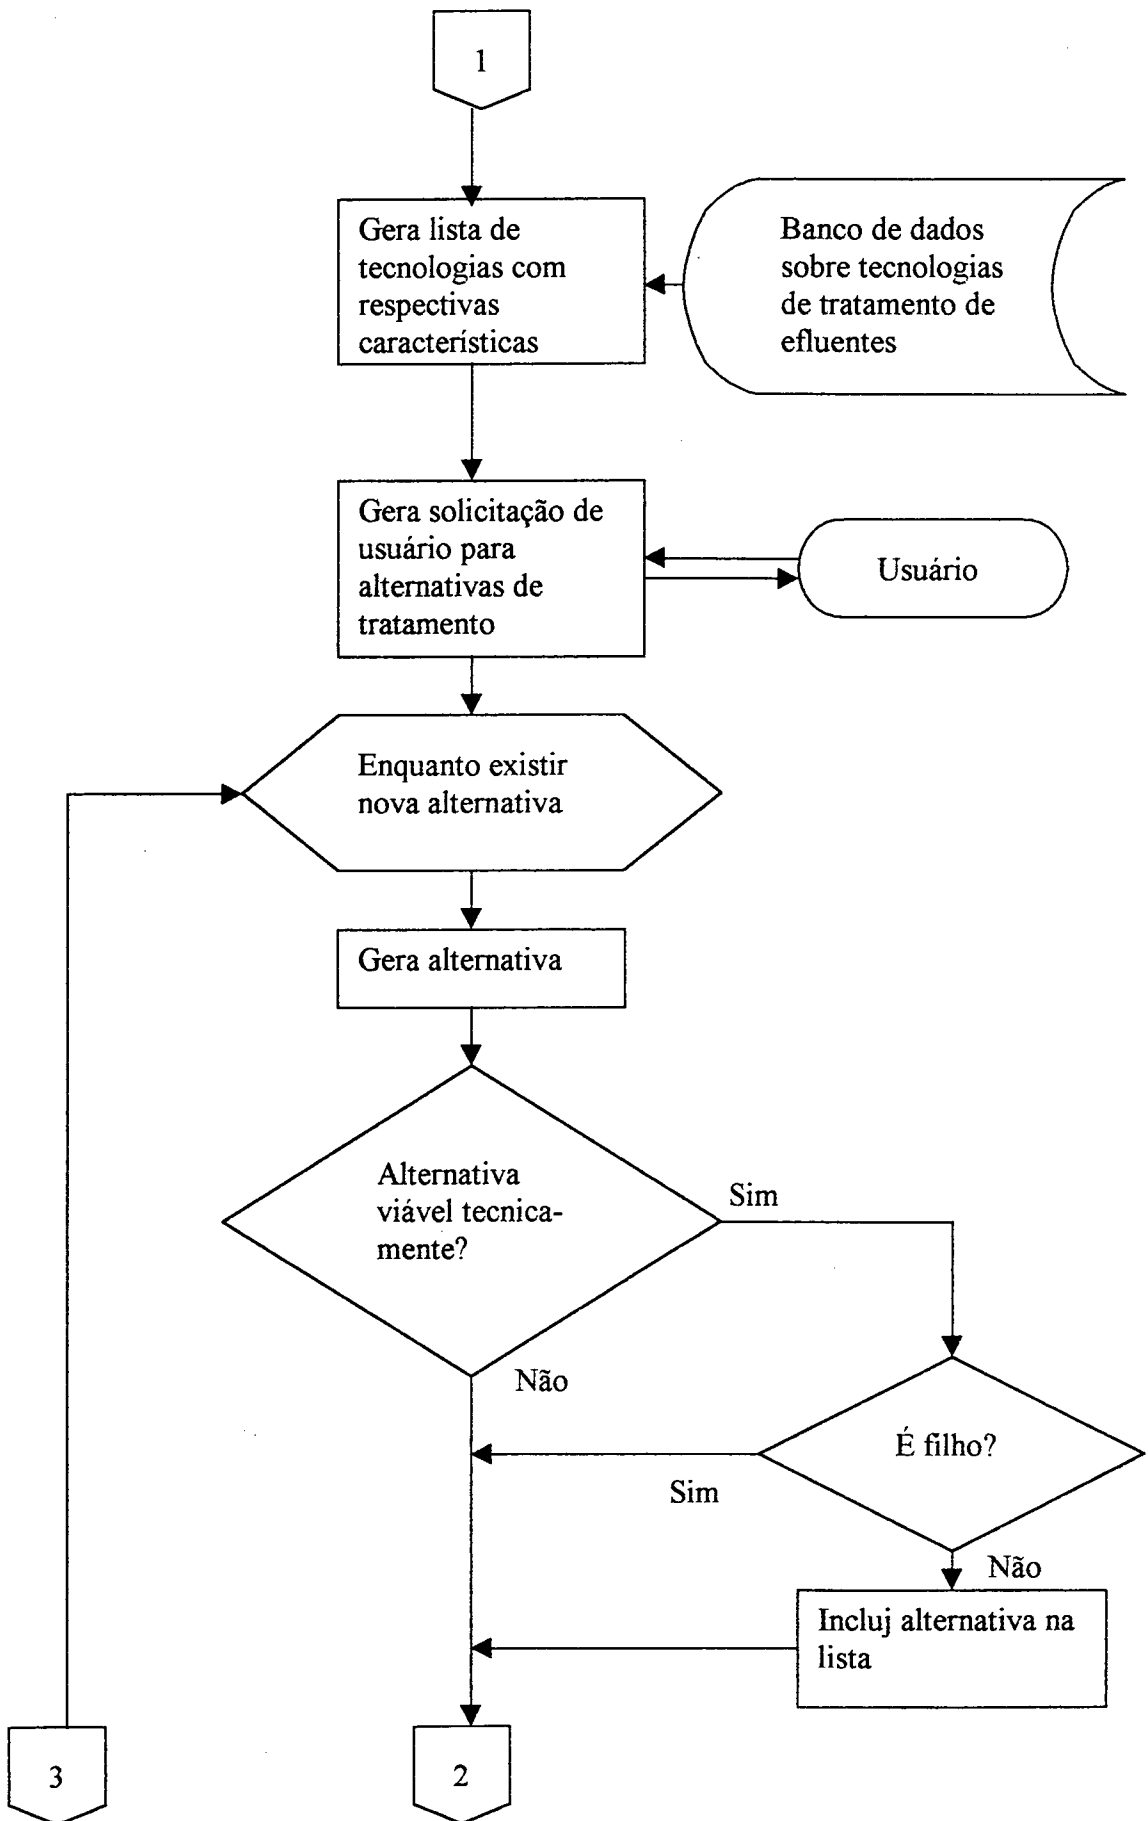 1
Gera lista de
tecnologias com
respectivas
características
Banco de dados
sobre tecnologias
de tratamento de
efluentes
Gera solicitação de
usuário para
alternativas de
tratamento
Usuário
Enquanto existir
nova alternativa
Gera alternativa
Alternativa
viável tecnica-
mente?
Sim
Não
É filho?
Sim
Não
Incluj alternativa na
lista
3
2